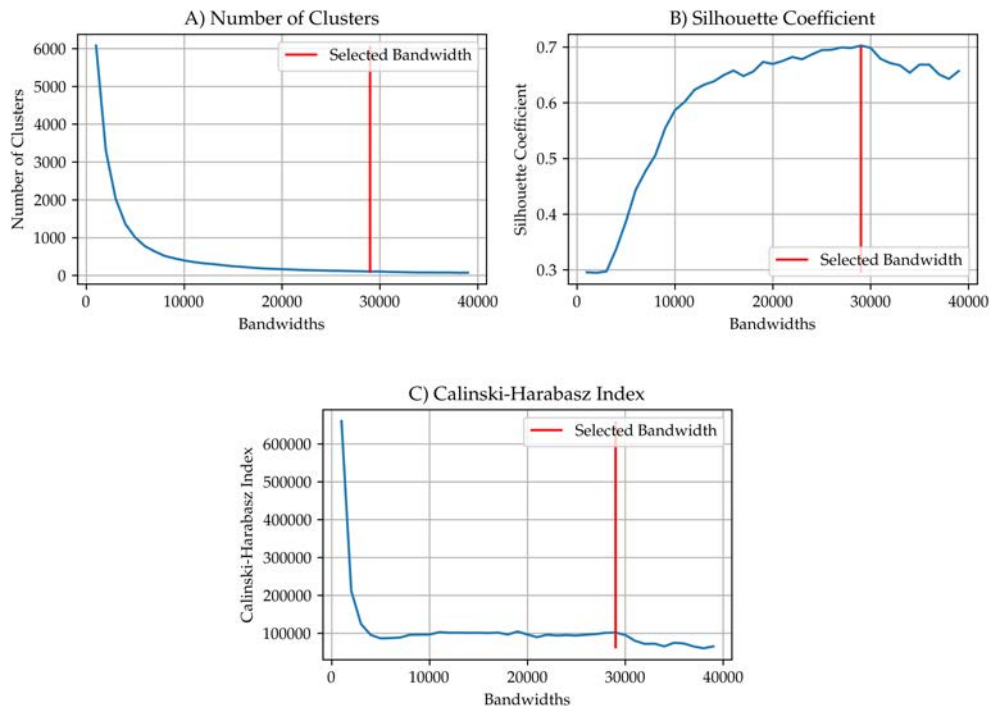 A) Number of Clusters
Selected Bandwidth
Number of Clusters
6000
5000
4000
3000
2000
1000
0
0 10000 20000 30000 40000
Bandwidths
B) Silhouette Coefficient
Silhouette Coefficient
0.7
0.6
0.5
0.4
0.3
Selected Bandwidth
0 10000 20000 30000 40000
Bandwidths
C) Calinski-Harabasz Index
Selected Bandwidth
Calinski-Harabasz Index
600000
500000
400000
300000
200000
100000
0 10000 20000 30000 40000
Bandwidths